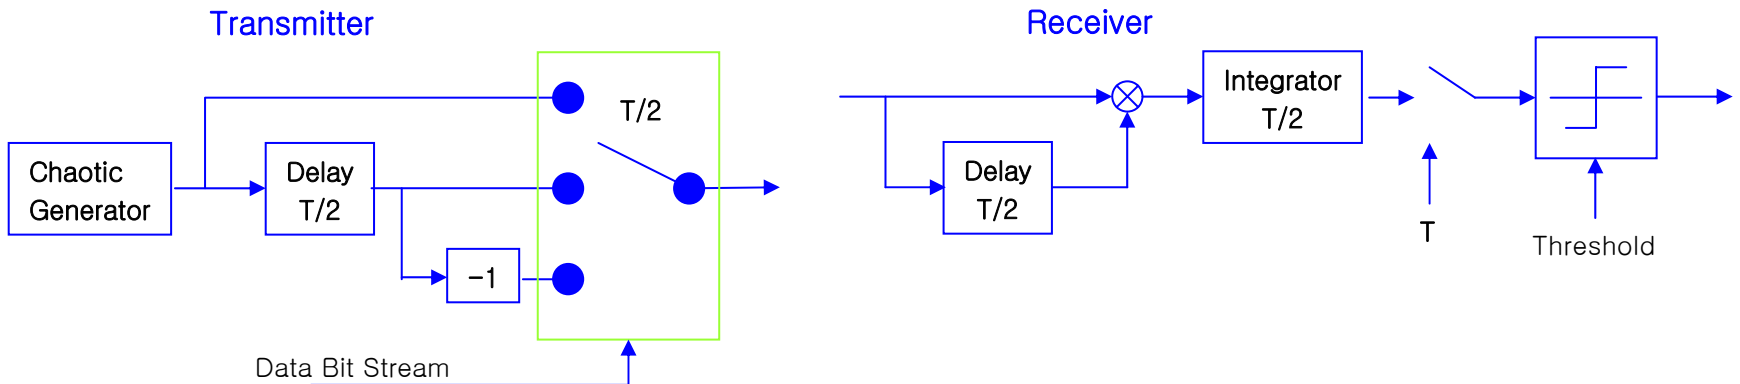 Transmitter
Chaotic
Generator
Delay
T/2
-1
T/2
Data Bit Stream
Receiver
Delay
T/2
Integrator
T/2
T
Threshold